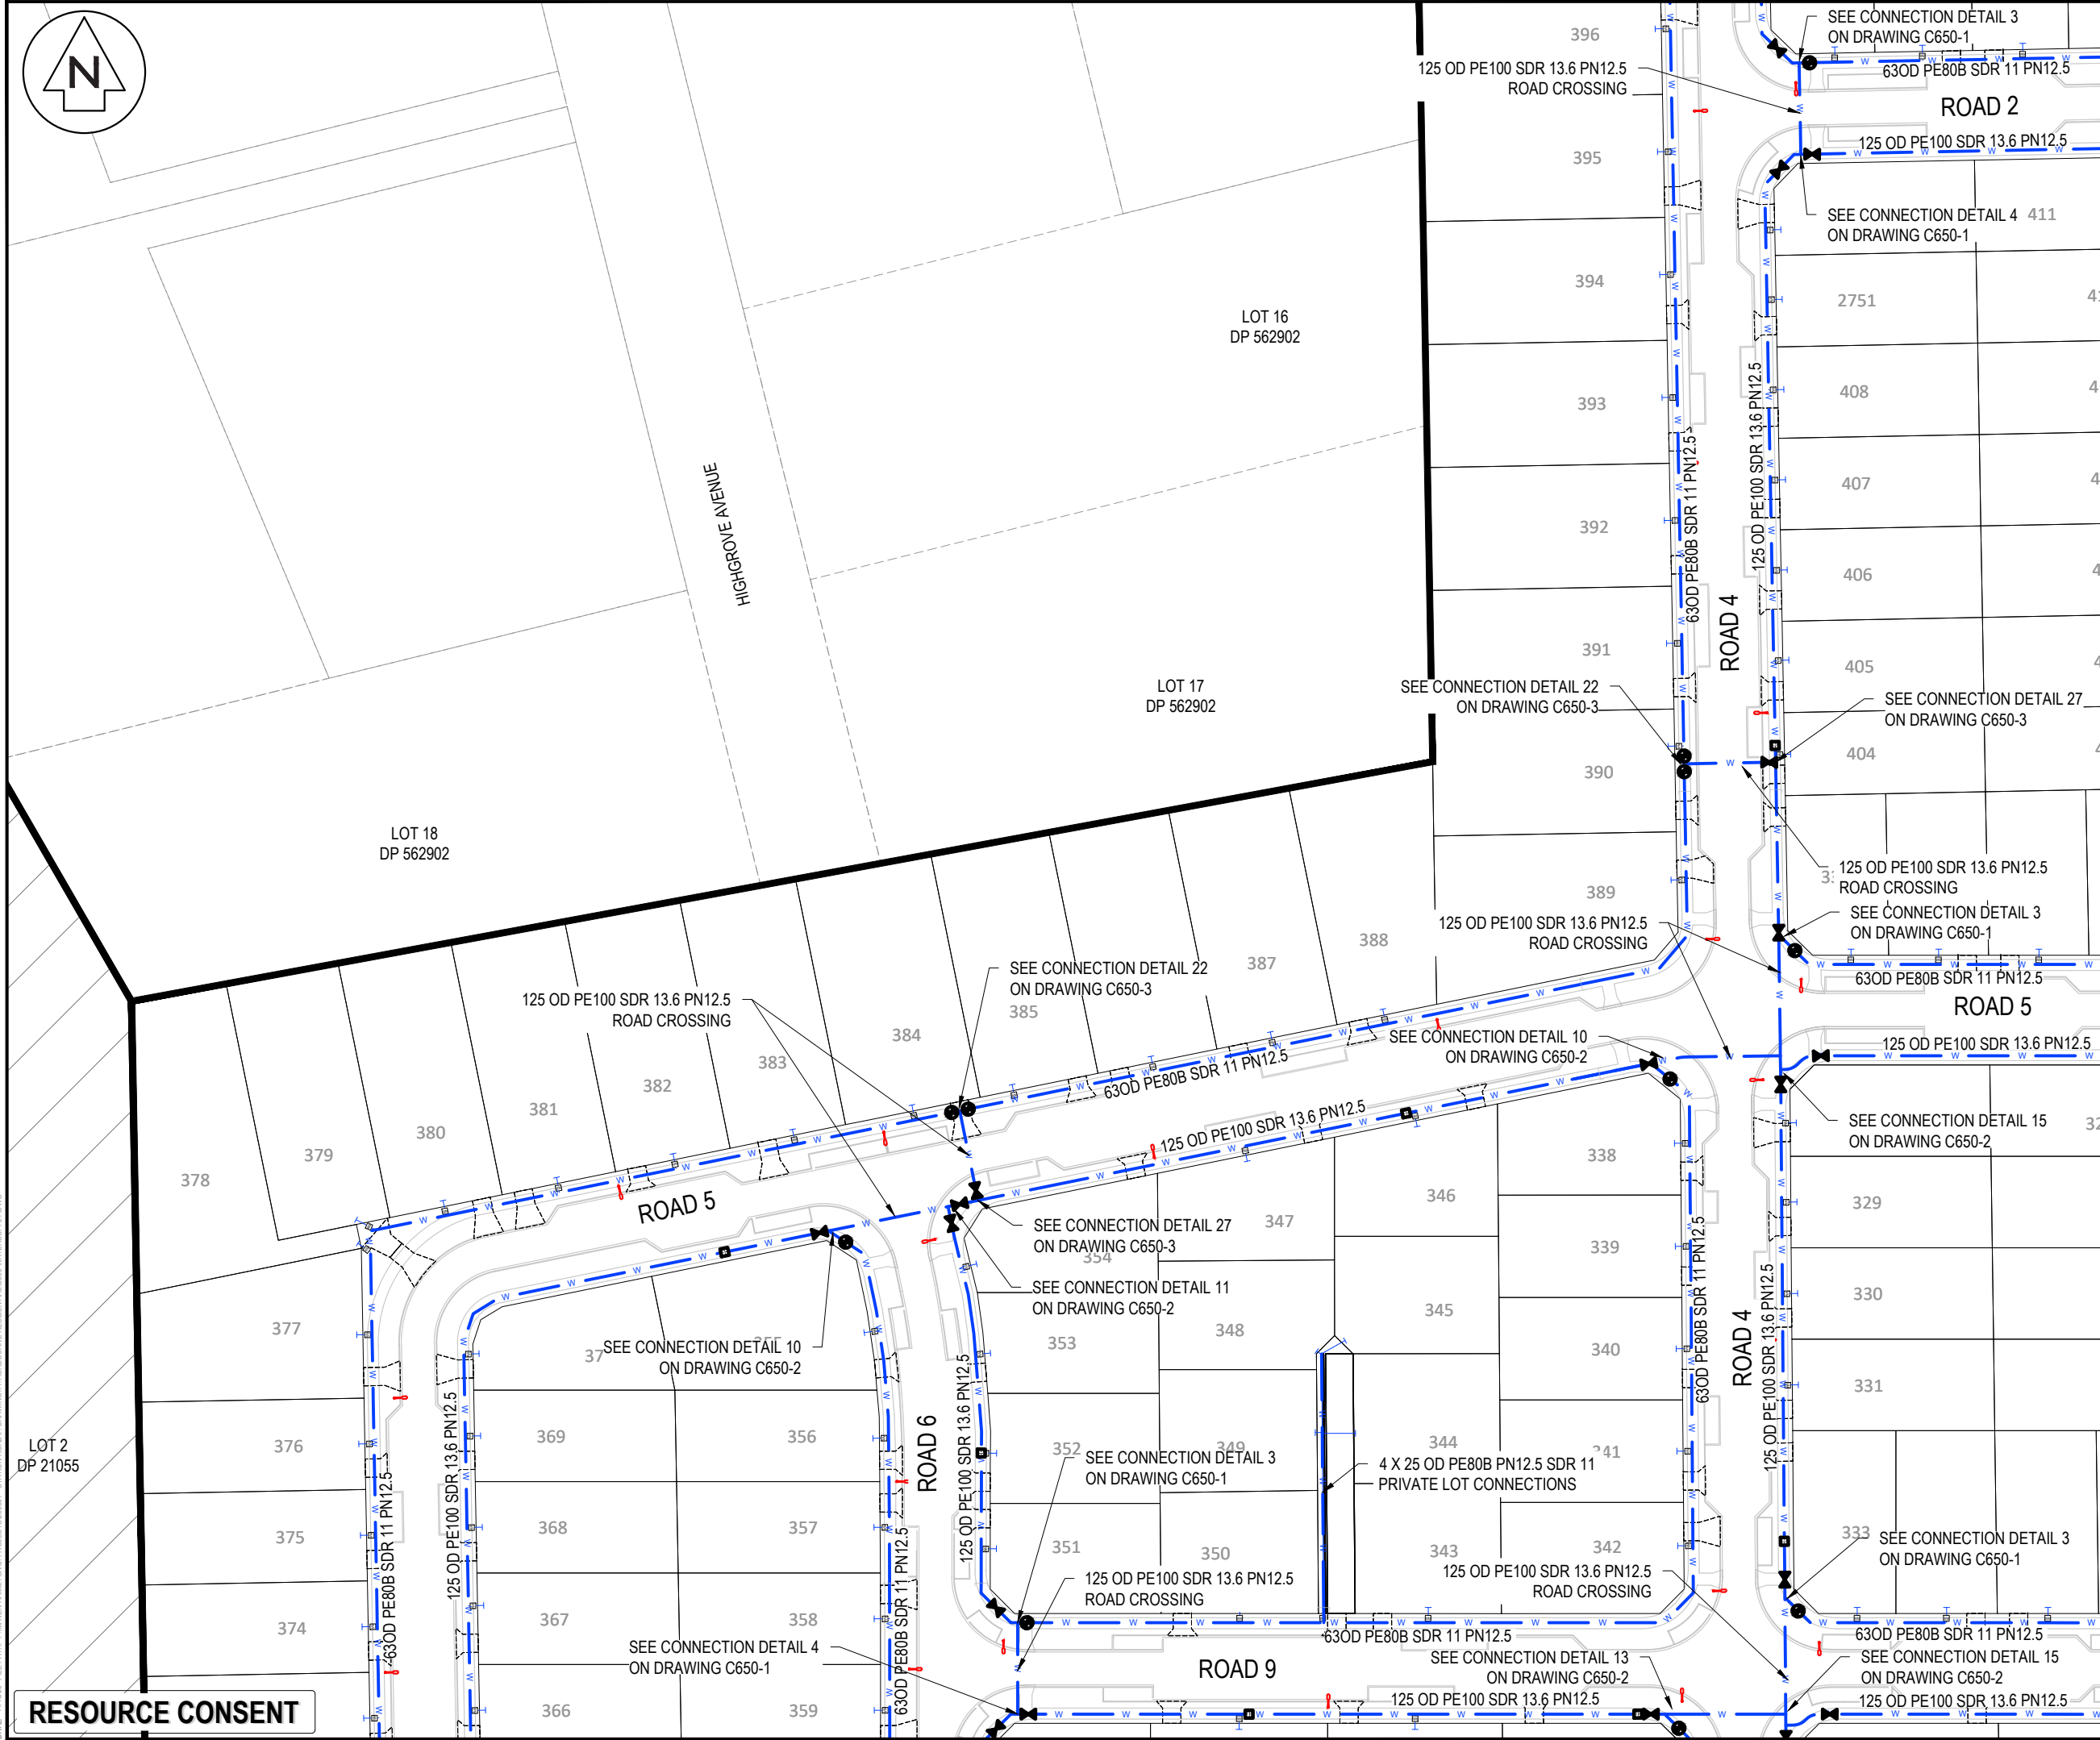 N
SEE CONNECTION DETAIL 3
ON DRAWING C650-1
396
125 OD PE100 SDR 13.6 PN12.5
ROAD CROSSING
63OD PE80B SDR 11 PN12.5
ROAD 2
125 OD PE100 SDR 13.6 PN12.5
395
SEE CONNECTION DETAIL 4
ON DRAWING C650-1
411
394
2751
LOT 16
DP 562902
393
408
63OD PE80B SDR 11 PN12.5
125 OD PE100 SDR 13.6 PN12.5
HIGHGROVE AVENUE
407
392
406
ROAD 4
391
405
LOT 17
DP 562902
SEE CONNECTION DETAIL 22
ON DRAWING C650-3
SEE CONNECTION DETAIL 27
ON DRAWING C650-3
404
390
LOT 18
DP 562902
125 OD PE100 SDR 13.6 PN12.5
ROAD CROSSING
389
SEE CONNECTION DETAIL 3
ON DRAWING C650-1
125 OD PE100 SDR 13.6 PN12.5
ROAD CROSSING
388
387
SEE CONNECTION DETAIL 22
ON DRAWING C650-3
385
63OD PE80B SDR 11 PN12.5
ROAD 5
125 OD PE100 SDR 13.6 PN12.5
ROAD CROSSING
384
383
382
381
380
379
378
SEE CONNECTION DETAIL 10
ON DRAWING C650-2
125 OD PE100 SDR 13.6 PN12.5
63OD PE80B SDR 11 PN12.5
125 OD PE100 SDR 13.6 PN12.5
SEE CONNECTION DETAIL 15
ON DRAWING C650-2
338
329
346
347
ROAD 5
SEE CONNECTION DETAIL 27
ON DRAWING C650-3
354
339
SEE CONNECTION DETAIL 11
ON DRAWING C650-2
330
345
377
348
353
SEE CONNECTION DETAIL 10
ON DRAWING C650-2
340
63OD PE80B SDR 11 PN12.5
ROAD 4
125 OD PE100 SDR 13.6 PN12.5
331
LOT 2
DP 21055
376
369
356
ROAD 6
125 OD PE100 SDR 13.6 PN12.5
352
SEE CONNECTION DETAIL 3
ON DRAWING C650-1
349
344
341
4 X 25 OD PE80B PN12.5 SDR 11
PRIVATE LOT CONNECTIONS
375
63OD PE80B SDR 11 PN12.5
125 OD PE100 SDR 13.6 PN12.5
368
357
351
350
343
342
333
SEE CONNECTION DETAIL 3
ON DRAWING C650-1
125 OD PE100 SDR 13.6 PN12.5
ROAD CROSSING
125 OD PE100 SDR 13.6 PN12.5
ROAD CROSSING
374
367
358
63OD PE80B SDR 11 PN12.5
SEE CONNECTION DETAIL 4
ON DRAWING C650-1
63OD PE80B SDR 11 PN12.5
63OD PE80B SDR 11 PN12.5
ROAD 9
SEE CONNECTION DETAIL 13
ON DRAWING C650-2
SEE CONNECTION DETAIL 15
ON DRAWING C650-2
125 OD PE100 SDR 13.6 PN12.5
125 OD PE100 SDR 13.6 PN12.5
366
359
RESOURCE CONSENT